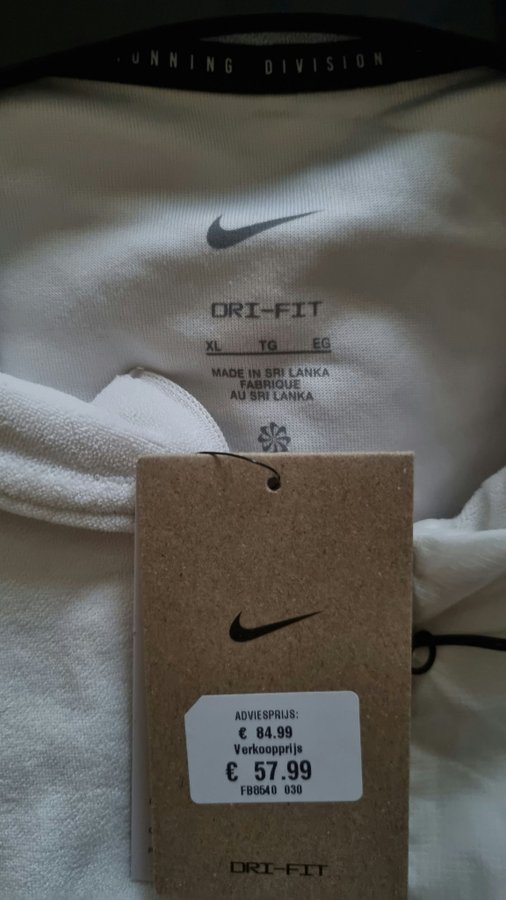 UNNING DIVISION
DRI-FIT
XL TG EG
MADE IN SRI LANKA
FABRIQUE
AU SRI LANKA
ADVIESPRIJS:
€ 84.99
Verkoopprijs
€ 57.99
FB8640 030
DRI-FIT